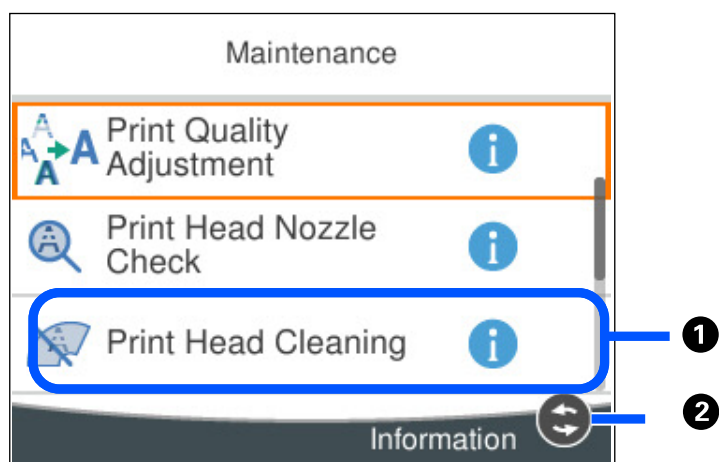 Maintenance
Print Quality
Adjustment
Print Head Nozzle
Check
Print Head Cleaning
1
2
Information